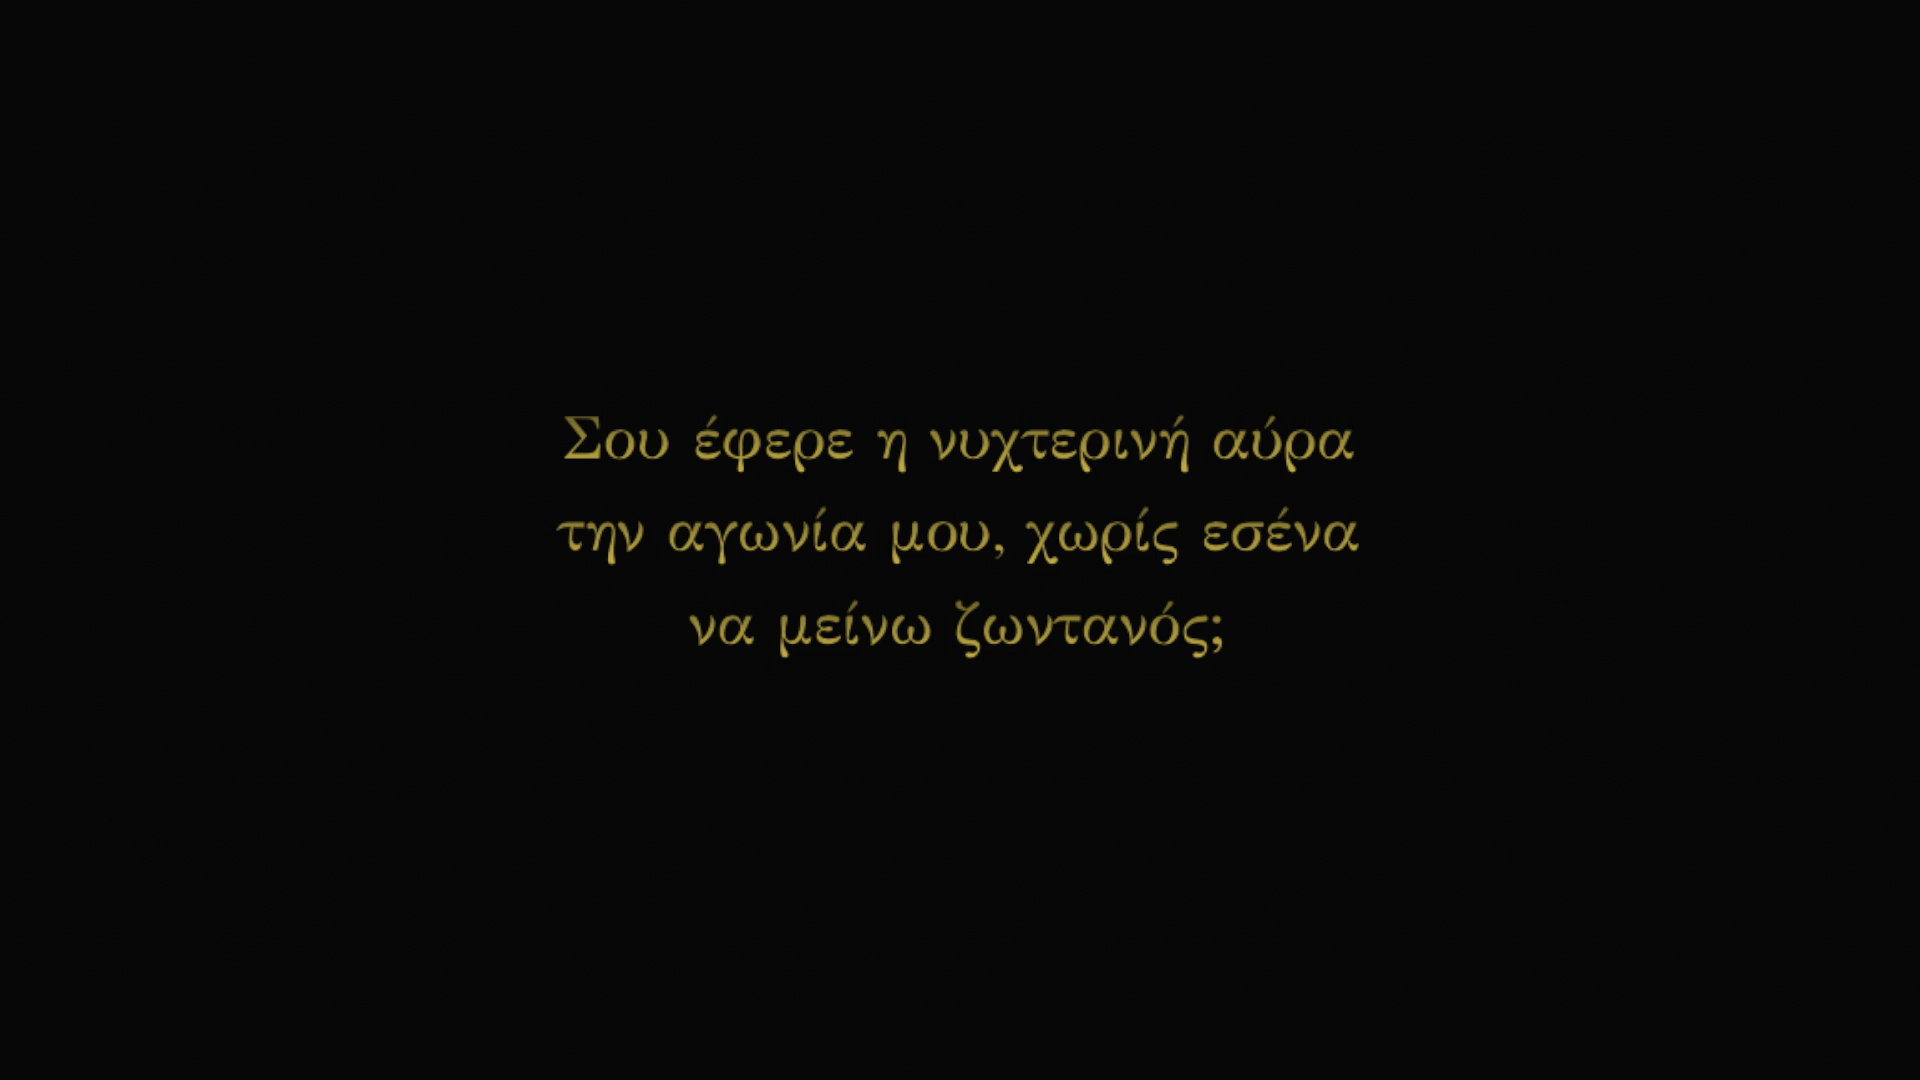 Σου έφερε η νυχτερινή αύρα
την αγωνία μου, χωρίς εσένα
να μείνω ζωντανός;